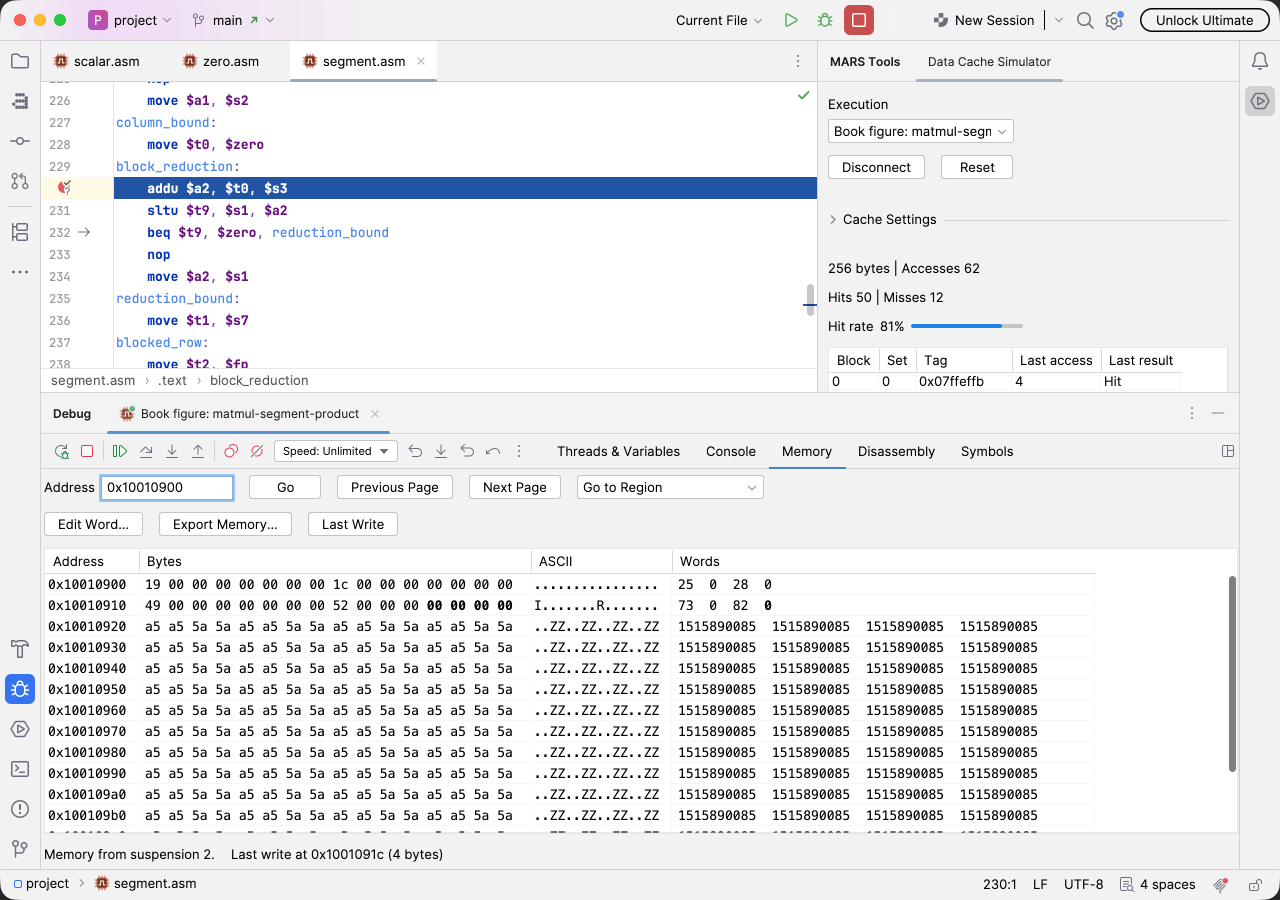 P project main Current File New Session Unlock Ultimate
scalar.asm zero.asm segment.asm
MARS Tools Data Cache Simulator
226 move $a1, $s2
227 column_bound:
228 move $t0, $zero
229 block_reduction:
addu $a2, $t0, $s3
231 sltu $t9, $s1, $a2
232 beq $t9, $zero, reduction_bound
233 nop
234 move $a2, $s1
235 reduction_bound:
236 move $t1, $s7
237 blocked_row:
238 move $t2, $fp
segment.asm › .text › block_reduction
Execution
Book figure: matmul-segm
Disconnect Reset
Cache Settings
256 bytes | Accesses 62
Hits 50 | Misses 12
Hit rate 81%
Block Set Tag Last access Last result
0 0 0x07ffeffb 4 Hit
Debug Book figure: matmul-segment-product
Speed: Unlimited Threads & Variables Console Memory Disassembly Symbols
Address 0x10010900 Go Previous Page Next Page Go to Region
Edit Word... Export Memory... Last Write
Address Bytes ASCII Words
0x10010900 19 00 00 00 00 00 00 00 1c 00 00 00 00 00 00 00 ................ 25 0 28 0
0x10010910 49 00 00 00 00 00 00 00 52 00 00 00 00 00 00 00 I.......R....... 73 0 82 0
0x10010920 a5 a5 5a 5a a5 a5 5a 5a a5 a5 5a 5a a5 a5 5a 5a ..ZZ..ZZ..ZZ..ZZ 1515890085 1515890085 1515890085 1515890085
0x10010930 a5 a5 5a 5a a5 a5 5a 5a a5 a5 5a 5a a5 a5 5a 5a ..ZZ..ZZ..ZZ..ZZ 1515890085 1515890085 1515890085 1515890085
0x10010940 a5 a5 5a 5a a5 a5 5a 5a a5 a5 5a 5a a5 a5 5a 5a ..ZZ..ZZ..ZZ..ZZ 1515890085 1515890085 1515890085 1515890085
0x10010950 a5 a5 5a 5a a5 a5 5a 5a a5 a5 5a 5a a5 a5 5a 5a ..ZZ..ZZ..ZZ..ZZ 1515890085 1515890085 1515890085 1515890085
0x10010960 a5 a5 5a 5a a5 a5 5a 5a a5 a5 5a 5a a5 a5 5a 5a ..ZZ..ZZ..ZZ..ZZ 1515890085 1515890085 1515890085 1515890085
0x10010970 a5 a5 5a 5a a5 a5 5a 5a a5 a5 5a 5a a5 a5 5a 5a ..ZZ..ZZ..ZZ..ZZ 1515890085 1515890085 1515890085 1515890085
0x10010980 a5 a5 5a 5a a5 a5 5a 5a a5 a5 5a 5a a5 a5 5a 5a ..ZZ..ZZ..ZZ..ZZ 1515890085 1515890085 1515890085 1515890085
0x10010990 a5 a5 5a 5a a5 a5 5a 5a a5 a5 5a 5a a5 a5 5a 5a ..ZZ..ZZ..ZZ..ZZ 1515890085 1515890085 1515890085 1515890085
0x100109a0 a5 a5 5a 5a a5 a5 5a 5a a5 a5 5a 5a a5 a5 5a 5a ..ZZ..ZZ..ZZ..ZZ 1515890085 1515890085 1515890085 1515890085
0x100109b0 a5 a5 5a 5a a5 a5 5a 5a a5 a5 5a 5a a5 a5 5a 5a ..ZZ..ZZ..ZZ..ZZ 1515890085 1515890085 1515890085 1515890085
Memory from suspension 2. Last write at 0x1001091c (4 bytes)
project › segment.asm 230:1 LF UTF-8 4 spaces